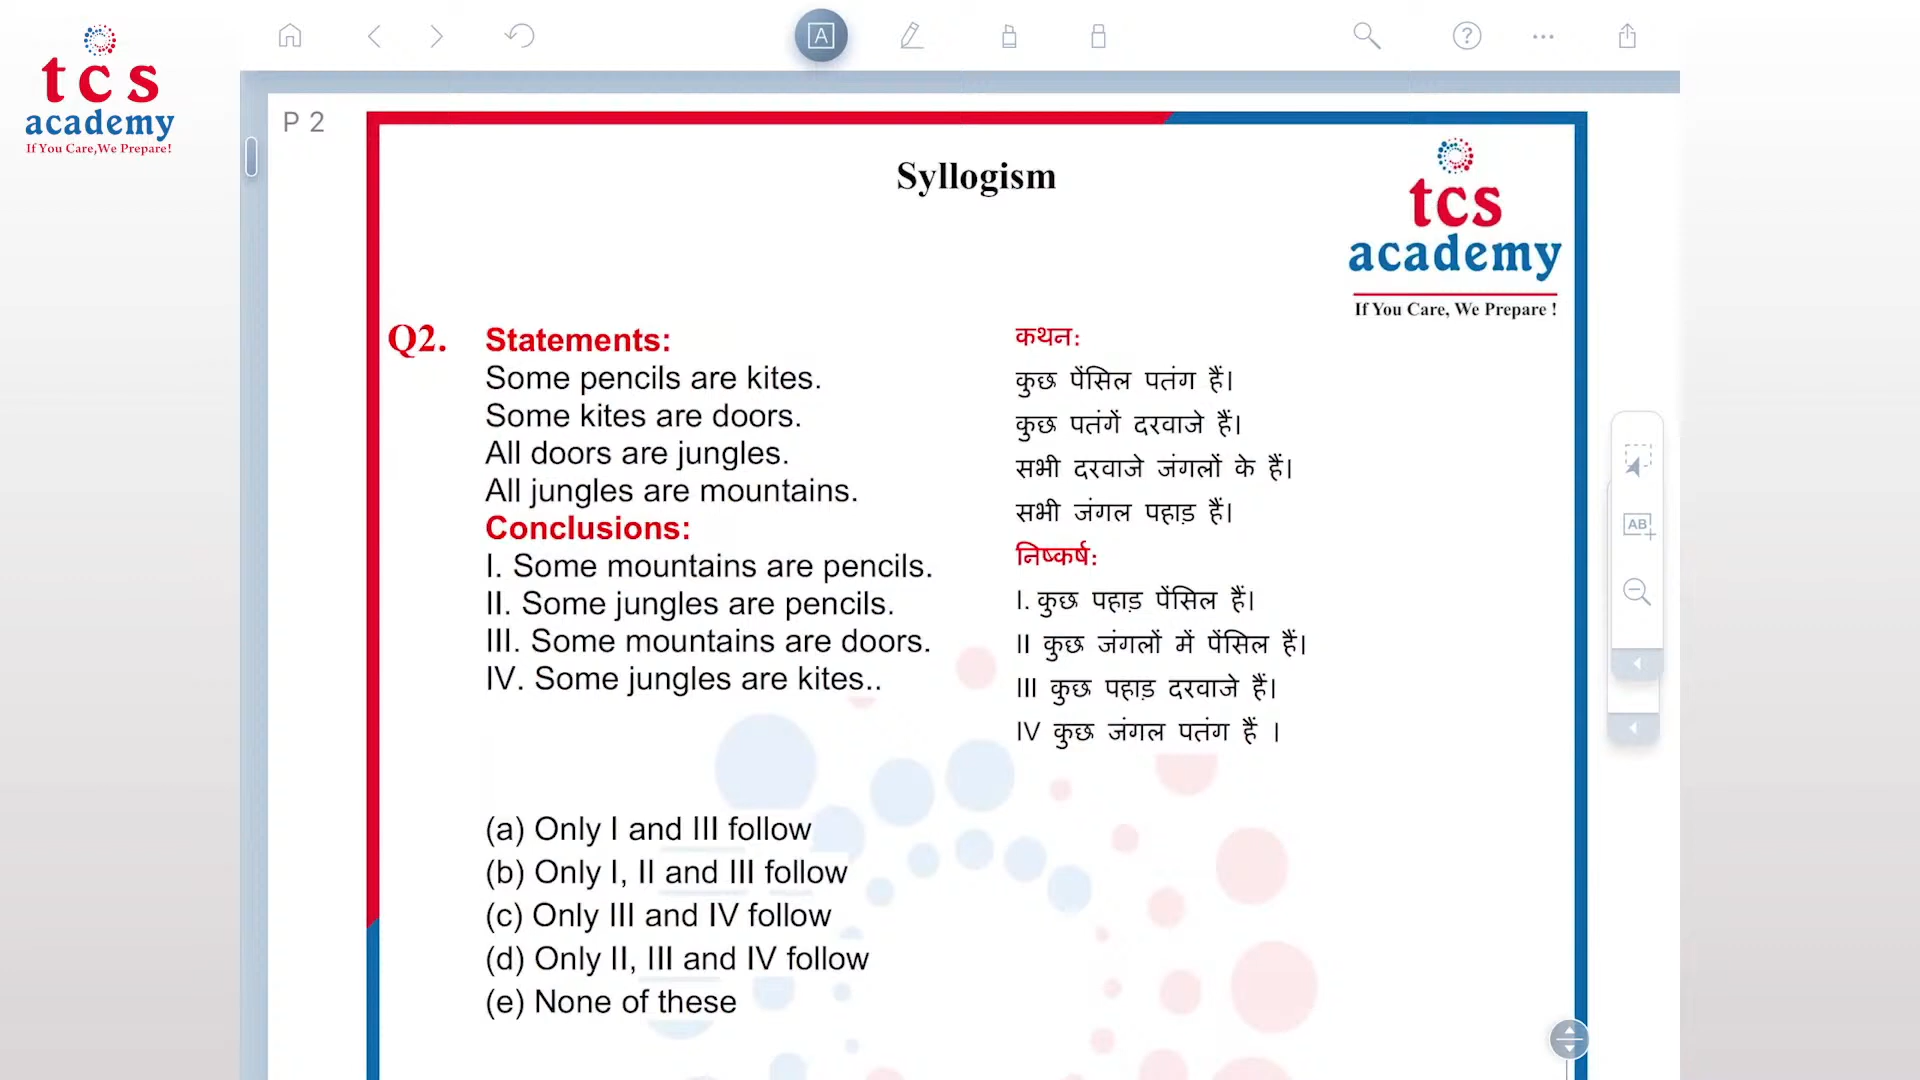 tcs
academy
If You Care,We Prepare!
A
?
P 2
Syllogism
tcs
academy
If You Care, We Prepare !
Q2. Statements:
Some pencils are kites.
Some kites are doors.
All doors are jungles.
All jungles are mountains.
Conclusions:
I. Some mountains are pencils.
II. Some jungles are pencils.
III. Some mountains are doors.
IV. Some jungles are kites..
कथन:
कुछ पेंसिल पतंग हैं।
कुछ पतंगें दरवाजे हैं।
सभी दरवाजे जंगलों के हैं।
सभी जंगल पहाड़ हैं।
निष्कर्ष:
I. कुछ पहाड़ पेंसिल हैं।
II कुछ जंगलों में पेंसिल हैं।
III कुछ पहाड़ दरवाजे हैं।
IV कुछ जंगल पतंग हैं ।
(a) Only I and III follow
(b) Only I, II and III follow
(c) Only III and IV follow
(d) Only II, III and IV follow
(e) None of these
AB